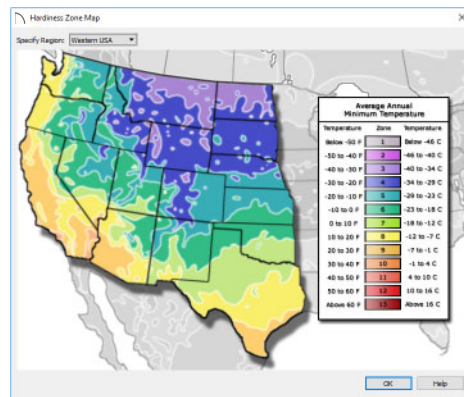 Hardiness Zone Map
Specify Region: Western USA
Average Annual
Minimum Temperature
Temperature Zone Temperature
Below -50 F 1 Below -46 C
-50 to -40 F 2 -46 to -40 C
-40 to -30 F 3 -40 to -34 C
-30 to -20 F 4 -34 to -29 C
-20 to -10 F 5 -29 to -23 C
-10 to 0 F 6 -23 to -18 C
0 to 10 F 7 -18 to -12 C
10 to 20 F 8 -12 to -7 C
20 to 30 F 9 -7 to -1 C
30 to 40 F 10 -1 to 4 C
40 to 50 F 11 4 to 10 C
50 to 60 F 12 10 to 16 C
Above 60 F 13 Above 16 C
OK Help